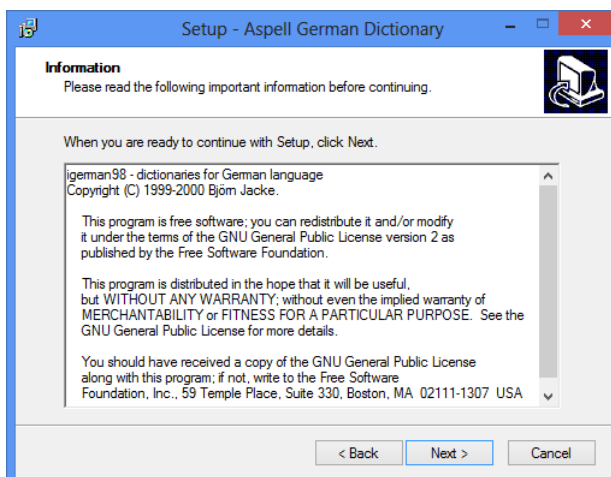 Setup - Aspell German Dictionary
Information
Please read the following important information before continuing.
When you are ready to continue with Setup, click Next.
igerman98 - dictionaries for German language
Copyright (C) 1999-2000 Björn Jacke.
This program is free software; you can redistribute it and/or modify
it under the terms of the GNU General Public License version 2 as
published by the Free Software Foundation.
This program is distributed in the hope that it will be useful,
but WITHOUT ANY WARRANTY; without even the implied warranty of
MERCHANTABILITY or FITNESS FOR A PARTICULAR PURPOSE. See the
GNU General Public License for more details.
You should have received a copy of the GNU General Public License
along with this program; if not, write to the Free Software
Foundation, Inc., 59 Temple Place, Suite 330, Boston, MA 02111-1307 USA
< Back Next > Cancel